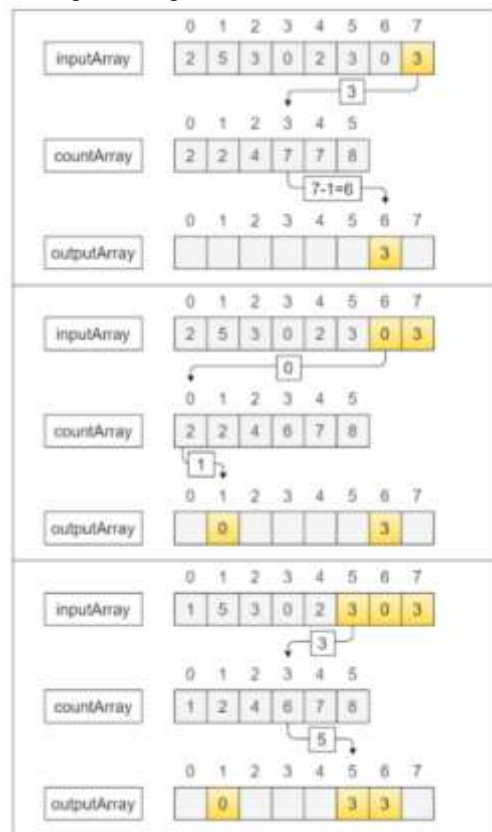 0 1 2 3 4 5 6 7
inputArray 2 5 3 0 2 3 0 3
3
0 1 2 3 4 5
countArray 2 2 4 7 7 8
7-1=6
0 1 2 3 4 5 6 7
outputArray 3
0 1 2 3 4 5 6 7
inputArray 2 5 3 0 2 3 0 3
0
0 1 2 3 4 5
countArray 2 2 4 6 7 8
1
0 1 2 3 4 5 6 7
outputArray 0 3
0 1 2 3 4 5 6 7
inputArray 1 5 3 0 2 3 0 3
3
0 1 2 3 4 5
countArray 1 2 4 6 7 8
5
0 1 2 3 4 5 6 7
outputArray 0 3 3